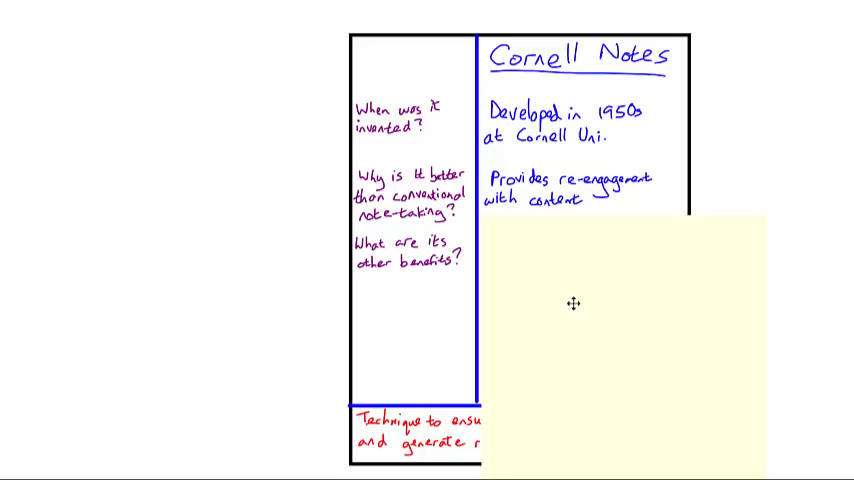 Cornell Notes
When was it
invented?
Developed in 1950s
at Cornell Uni.
Why is it better
than conventional
note-taking?
Provides re-engagement
with content
What are its
other benefits?
Technique to ensu
and generate r